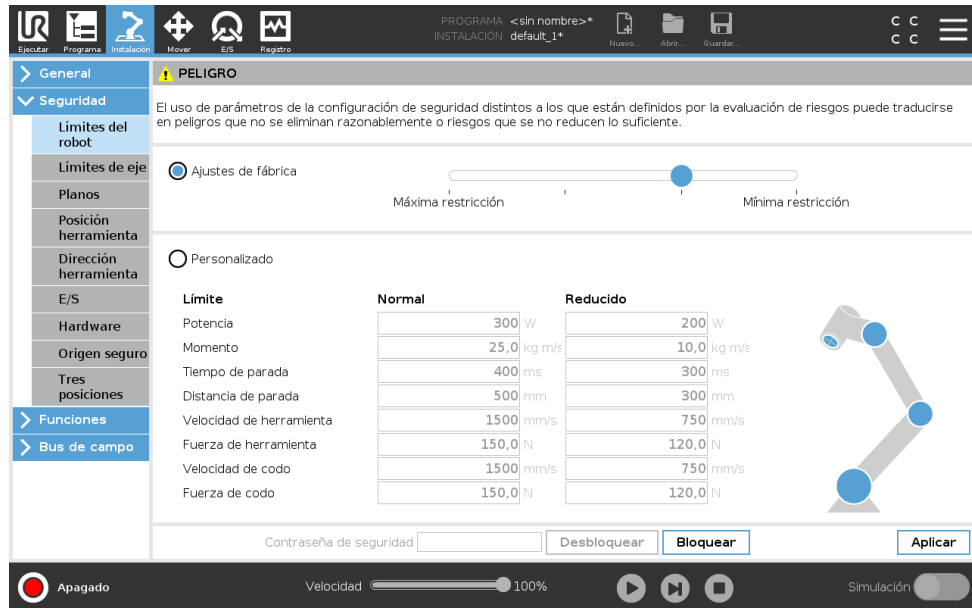 UR
PROGRAMA <sin nombre>*
INSTALACIÓN default_1*
Ejecutar Programa Instalación Mover E/S Registro
Nuevo... Abrir... Guardar...
C C
C C
General
Seguridad
Límites del
robot
Límites de eje
Planos
Posición
herramienta
Dirección
herramienta
E/S
Hardware
Origen seguro
Tres
posiciones
Funciones
Bus de campo
PELIGRO
El uso de parámetros de la configuración de seguridad distintos a los que están definidos por la evaluación de riesgos puede traducirse
en peligros que no se eliminan razonablemente o riesgos que se no reducen lo suficiente.
Ajustes de fábrica
Máxima restricción Mínima restricción
Personalizado
Límite Normal Reducido
Potencia 300 W 200 W
Momento 25,0 kg m/s 10,0 kg m/s
Tiempo de parada 400 ms 300 ms
Distancia de parada 500 mm 300 mm
Velocidad de herramienta 1500 mm/s 750 mm/s
Fuerza de herramienta 150,0 N 120,0 N
Velocidad de codo 1500 mm/s 750 mm/s
Fuerza de codo 150,0 N 120,0 N
Contraseña de seguridad Desbloquear Bloquear Aplicar
Apagado Velocidad 100% Simulación